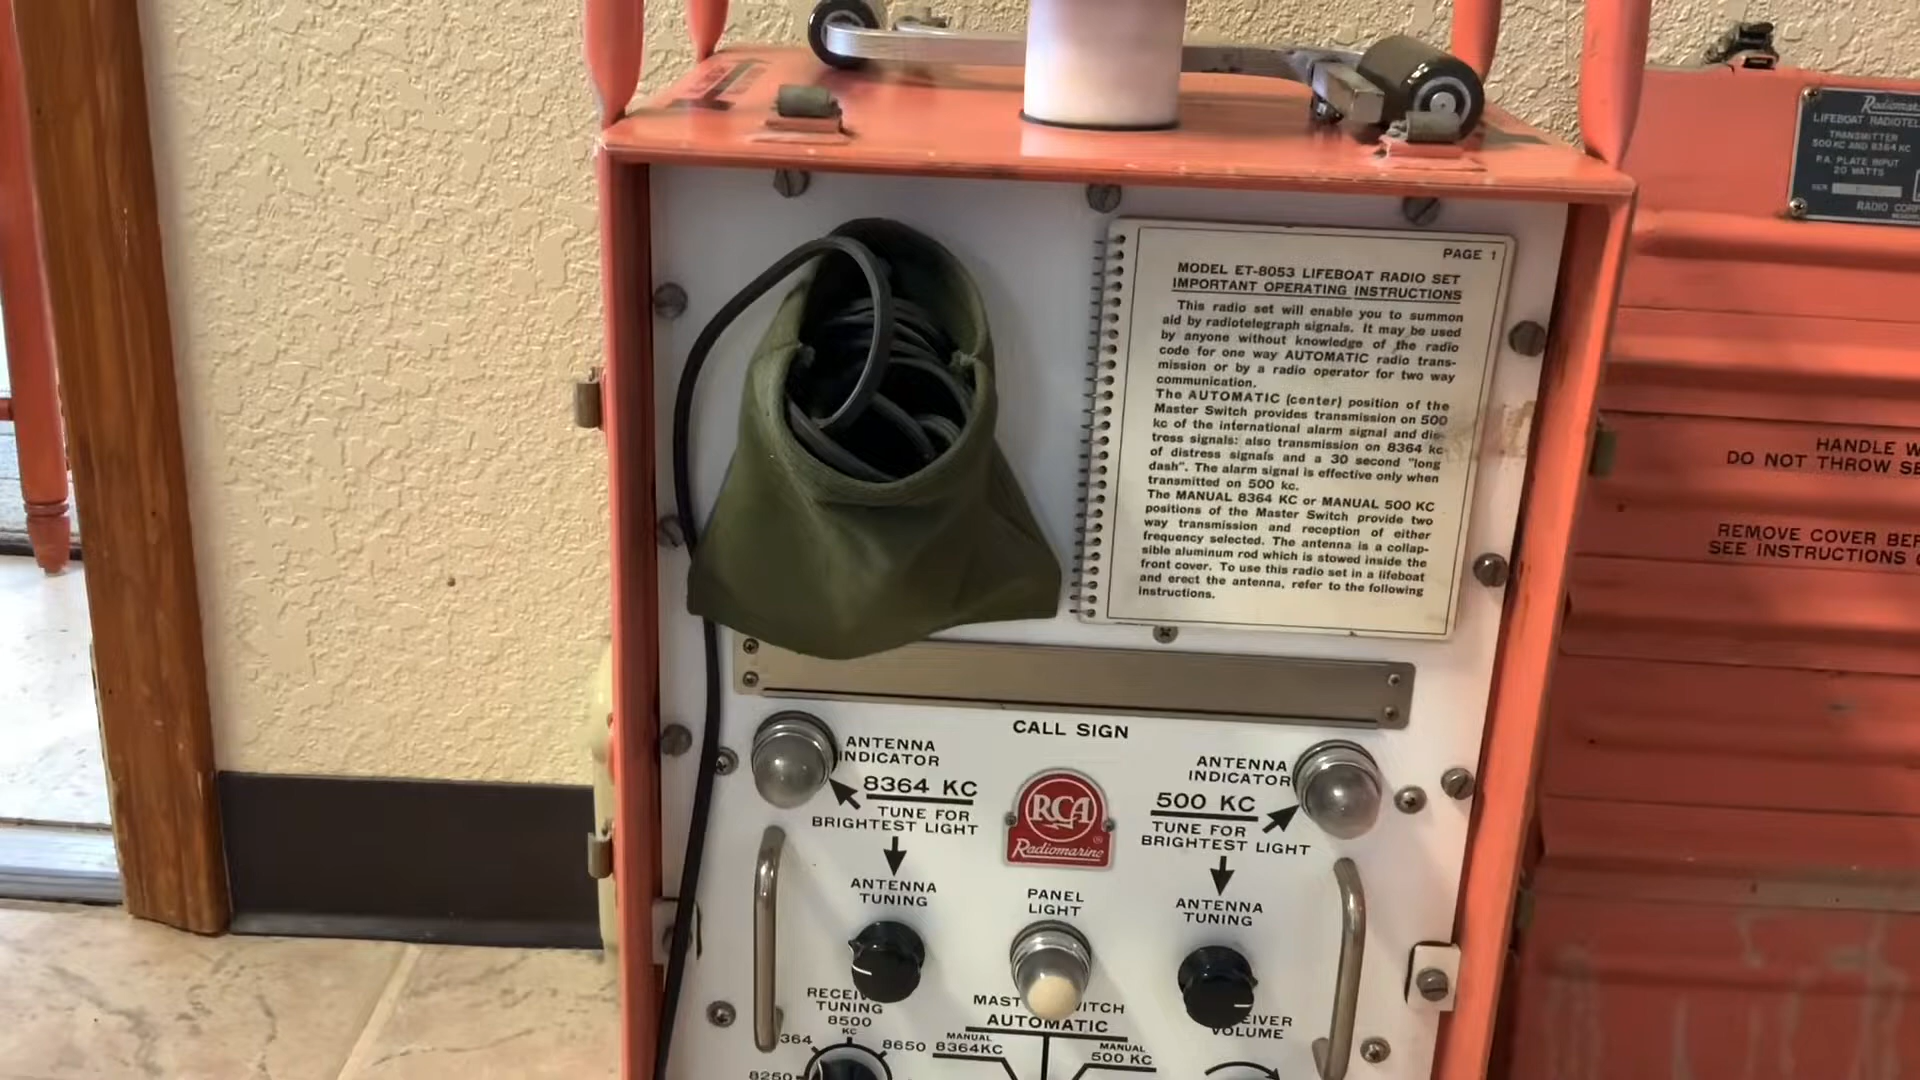 PAGE 1
MODEL ET-8053 LIFEBOAT RADIO SET
IMPORTANT OPERATING INSTRUCTIONS
This radio set will enable you to summon
aid by radiotelegraph signals. It may be used
by anyone without knowledge of the radio
code for one way AUTOMATIC radio trans-
mission or by a radio operator for two way
communication.
The AUTOMATIC (center) position of the
Master Switch provides transmission on 500
kc of the international alarm signal and dis-
tress signals: also transmission on 8364 kc
of distress signals and a 30 second "long
dash". The alarm signal is effective only when
transmitted on 500 kc.
The MANUAL 8364 KC or MANUAL 500 KC
positions of the Master Switch provide two
way transmission and reception of either
frequency selected. The antenna is a collap-
sible aluminum rod which is stowed inside the
front cover. To use this radio set in a lifeboat
and erect the antenna, refer to the following
instructions.
CALL SIGN
ANTENNA
INDICATOR
8364 KC
TUNE FOR
BRIGHTEST LIGHT
ANTENNA
TUNING
RCA
Radiomarine
PANEL
LIGHT
ANTENNA
INDICATOR
500 KC
TUNE FOR
BRIGHTEST LIGHT
ANTENNA
TUNING
TUNING
8500
KC
8650
8250
AUTOMATIC
MANUAL
8364KC
MANUAL
500 KC
VOLUME
LIFEBOAT
TRANSMITTER
500 KC AND 8364 KC
P.A. PLATE INPUT
20 WATTS
RADIO
HANDLE
DO NOT THROW
REMOVE COVER
SEE INSTRUCTIONS